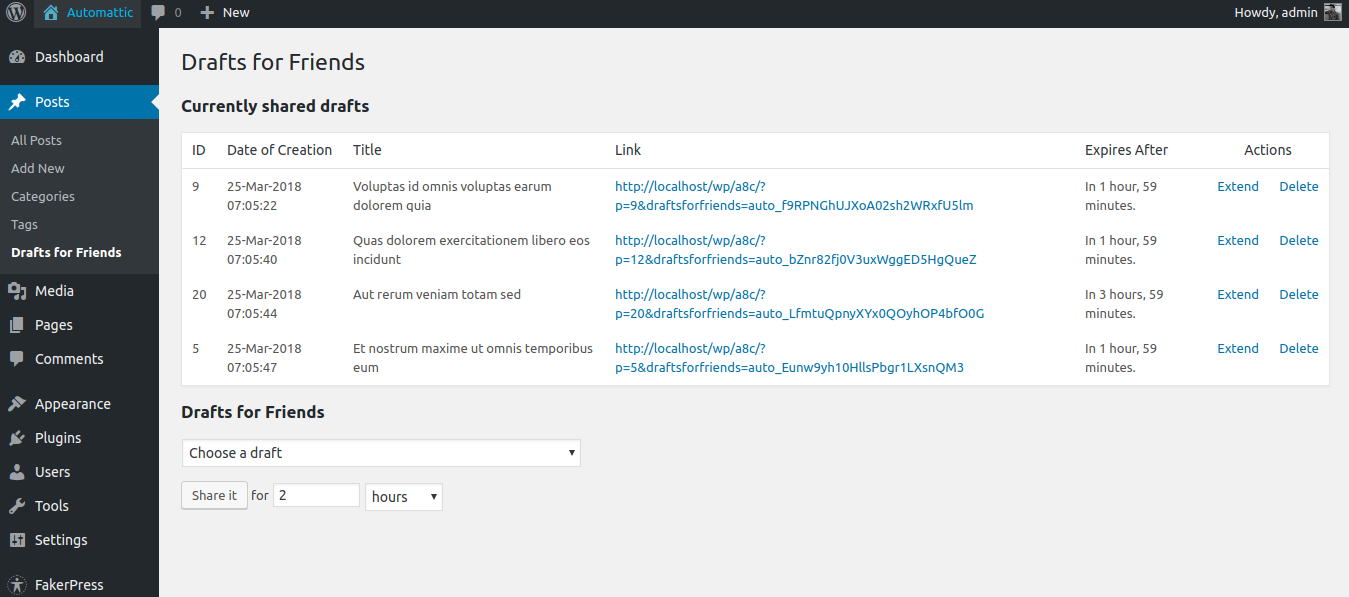 Automattic 0 New Howdy, admin
Dashboard
Posts
All Posts
Add New
Categories
Tags
Drafts for Friends
Media
Pages
Comments
Appearance
Plugins
Users
Tools
Settings
FakerPress
Drafts for Friends
Currently shared drafts
ID Date of Creation Title Link Expires After Actions
9 25-Mar-2018 Voluptas id omnis voluptas earum http://localhost/wp/a8c/? In 1 hour, 59 Extend Delete
07:05:22 dolorem quia p=9&draftsforfriends=auto_f9RPNGhUJXoA02sh2WRxfU5lm minutes.
12 25-Mar-2018 Quas dolorem exercitationem libero eos http://localhost/wp/a8c/? In 1 hour, 59 Extend Delete
07:05:40 incidunt p=12&draftsforfriends=auto_bZnr82fj0V3uxWggED5HgQueZ minutes.
20 25-Mar-2018 Aut rerum veniam totam sed http://localhost/wp/a8c/? In 3 hours, 59 Extend Delete
07:05:44 p=20&draftsforfriends=auto_LfmtuQpnyXYx0QOyhOP4bfO0G minutes.
5 25-Mar-2018 Et nostrum maxime ut omnis temporibus http://localhost/wp/a8c/? In 1 hour, 59 Extend Delete
07:05:47 eum p=5&draftsforfriends=auto_Eunw9yh10HllsPbgr1LXsnQM3 minutes.
Drafts for Friends
Choose a draft
Share it for 2 hours